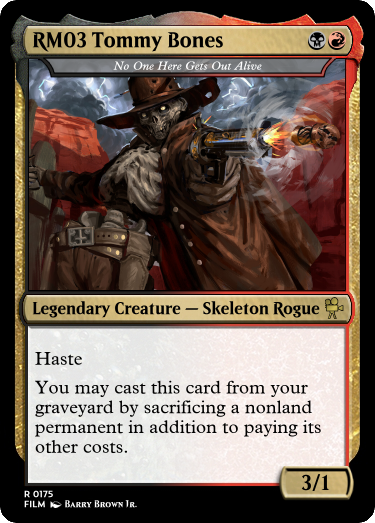 RM03 Tommy Bones
No One Here Gets Out Alive
Legendary Creature — Skeleton Rogue
Haste
You may cast this card from your
graveyard by sacrificing a nonland
permanent in addition to paying its
other costs.
3/1
R 0175
FILM Barry Brown Jr.